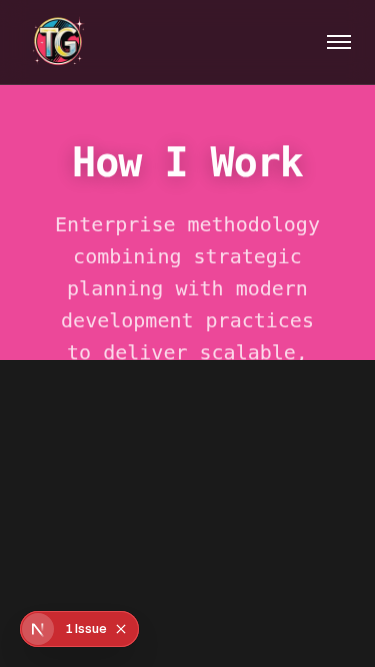 TG
How I Work
Enterprise methodology
combining strategic
planning with modern
development practices
to deliver scalable,
N
1 Issue